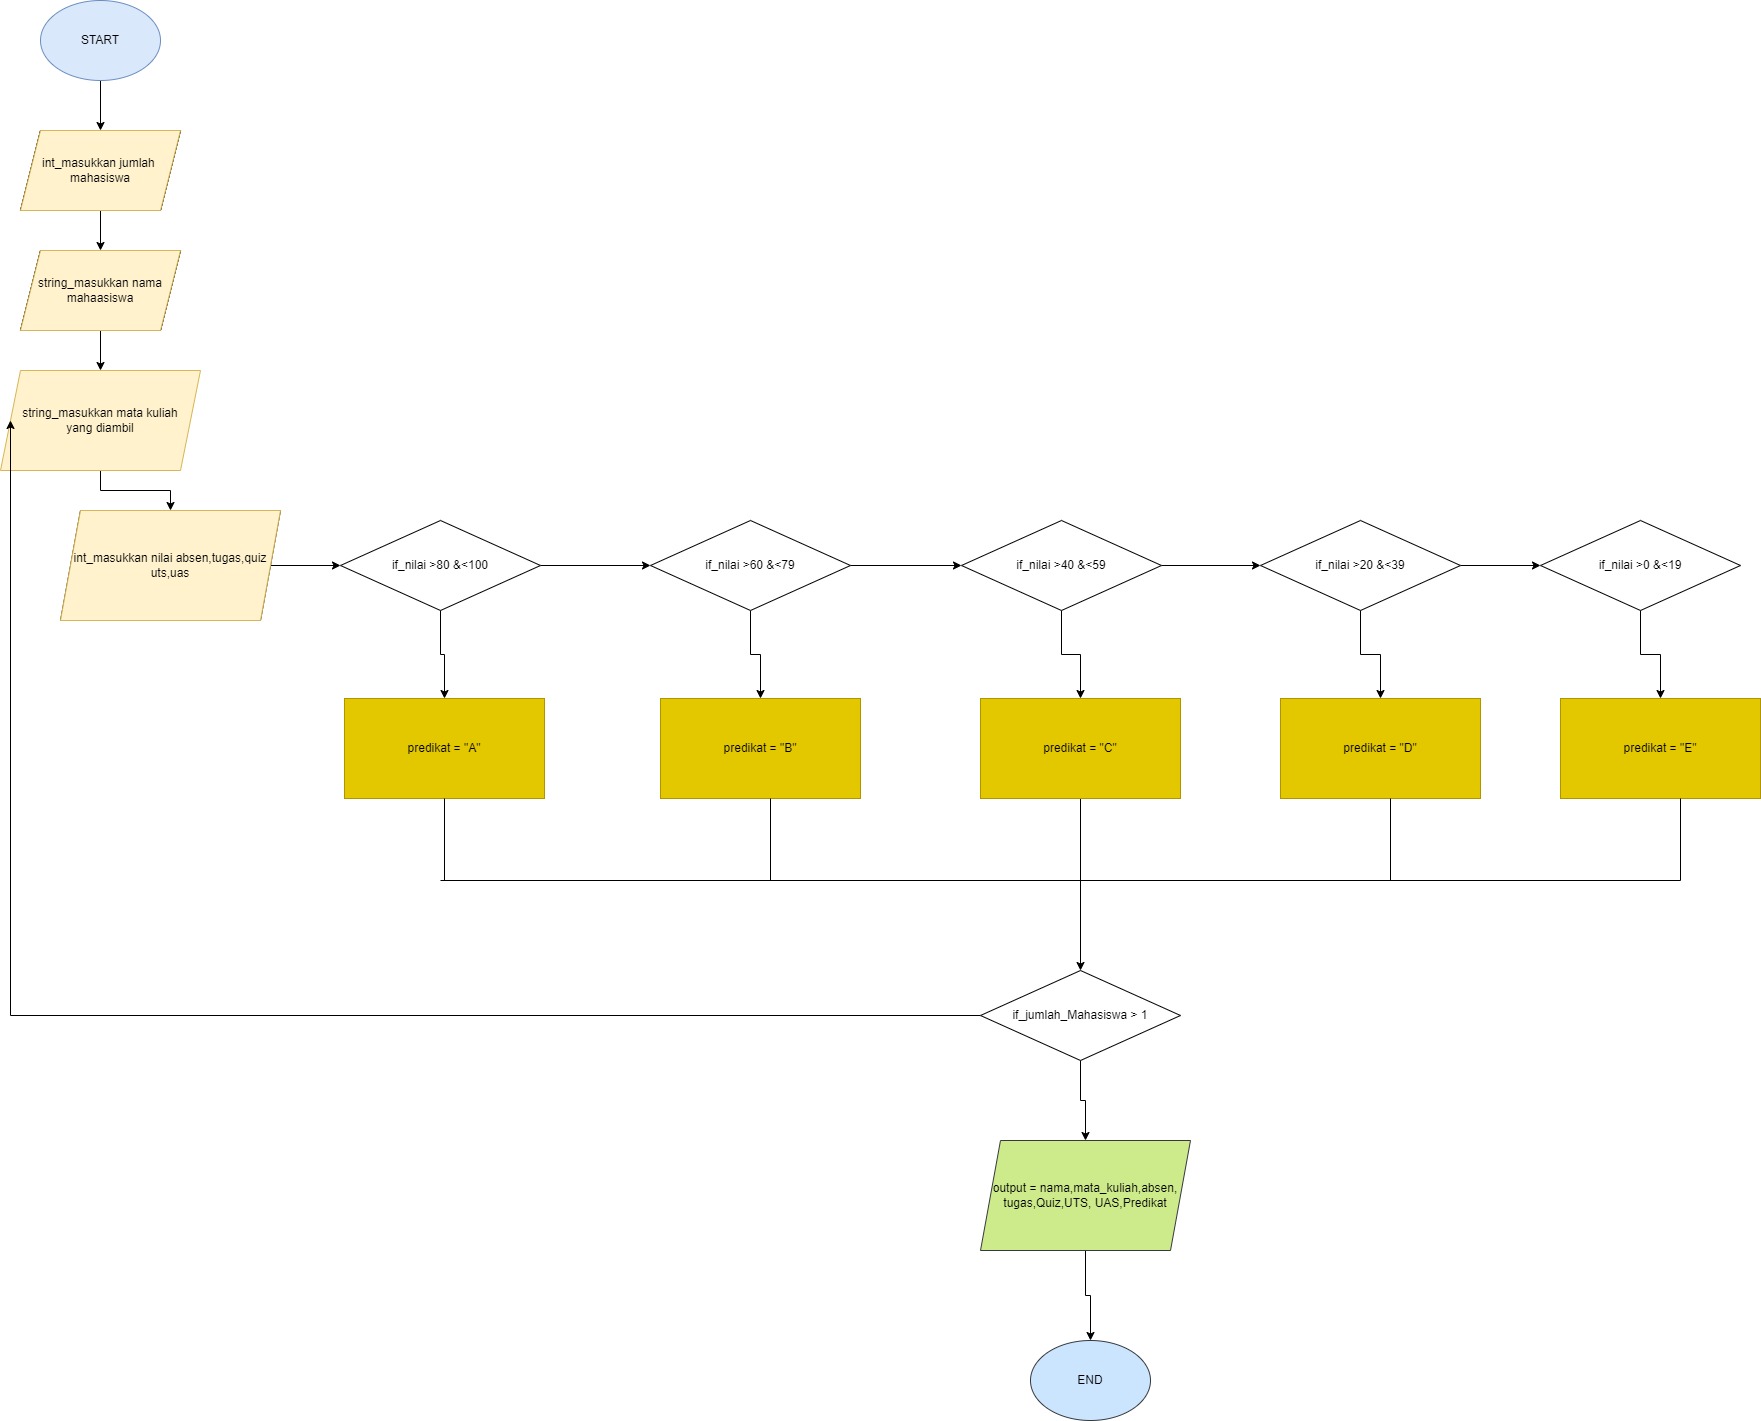 START
int_masukkan jumlah
mahasiswa
string_masukkan nama
mahaasiswa
string_masukkan mata kuliah
yang diambil
int_masukkan nilai absen,tugas,quiz
uts,uas
if_nilai >80 &<100
if_nilai >60 &<79
if_nilai >40 &<59
if_nilai >20 &<39
if_nilai >0 &<19
predikat = "A"
predikat = "B"
predikat = "C"
predikat = "D"
predikat = "E"
if_jumlah_Mahasiswa > 1
output = nama,mata_kuliah,absen,
tugas,Quiz,UTS, UAS,Predikat
END